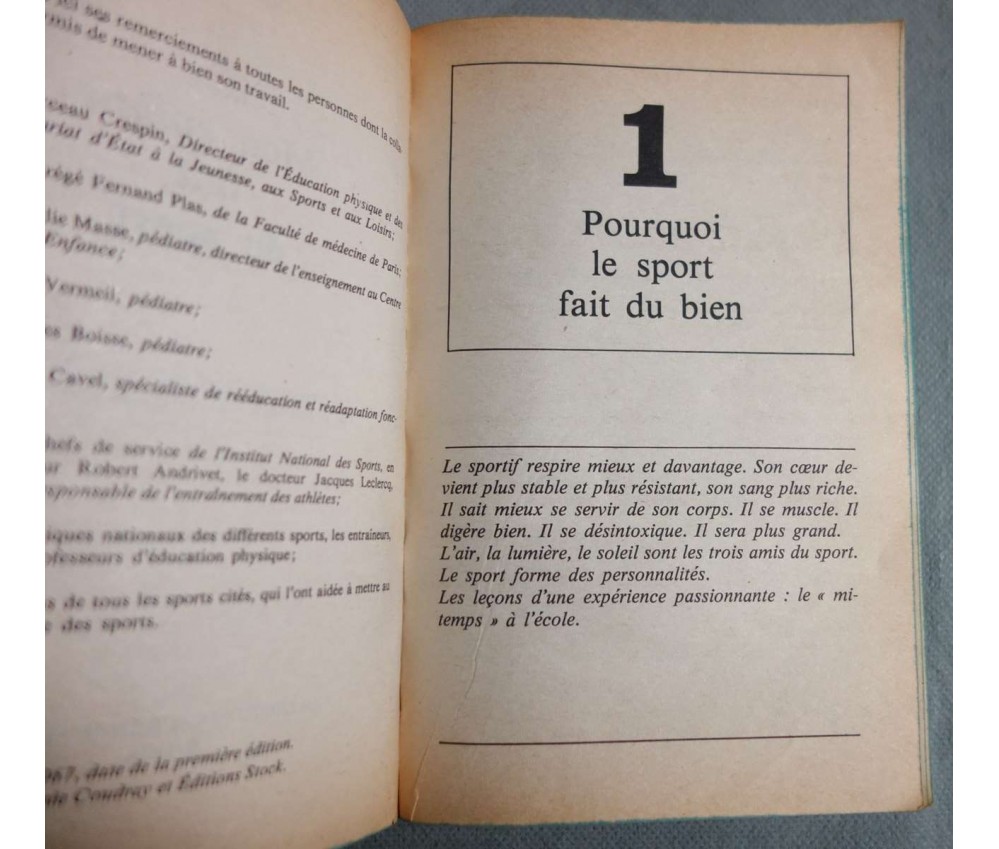 ses remerciements à toutes les personnes dont la colla-
mis de mener à bien son travail.
Crespin, Directeur de l'Éducation physique et des
d'État à la Jeunesse, aux Sports et aux Loisirs;
Fernand Plas, de la Faculté de médecine de Paris;
Masse, pédiatre, directeur de l'enseignement au Centre
Enfance;
Vermeil, pédiatre;
Boisse, pédiatre;
Cavel, spécialiste de rééducation et réadaptation fonc-
de service de l'Institut National des Sports, en
Robert Andrivet, le docteur Jacques Leclercq,
responsable de l'entraînement des athlètes;
nationaux des différents sports, les entraîneurs,
professeurs d'éducation physique;
de tous les sports cités, qui l'ont aidée à mettre au
des sports.
date de la première édition.
Coudray et Éditions Stock.
1
Pourquoi
le sport
fait du bien
Le sportif respire mieux et davantage. Son cœur de-
vient plus stable et plus résistant, son sang plus riche.
Il sait mieux se servir de son corps. Il se muscle. Il
digère bien. Il se désintoxique. Il sera plus grand.
L'air, la lumière, le soleil sont les trois amis du sport.
Le sport forme des personnalités.
Les leçons d'une expérience passionnante : le « mi-
temps » à l'école.